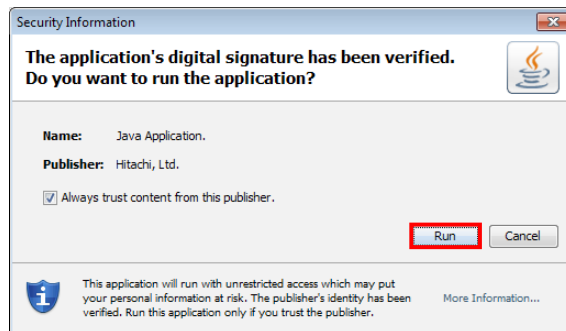 Security Information
The application's digital signature has been verified.
Do you want to run the application?
Name: Java Application.
Publisher: Hitachi, Ltd.
Always trust content from this publisher.
Run Cancel
This application will run with unrestricted access which may put
your personal information at risk. The publisher's identity has been
verified. Run this application only if you trust the publisher.
More Information...